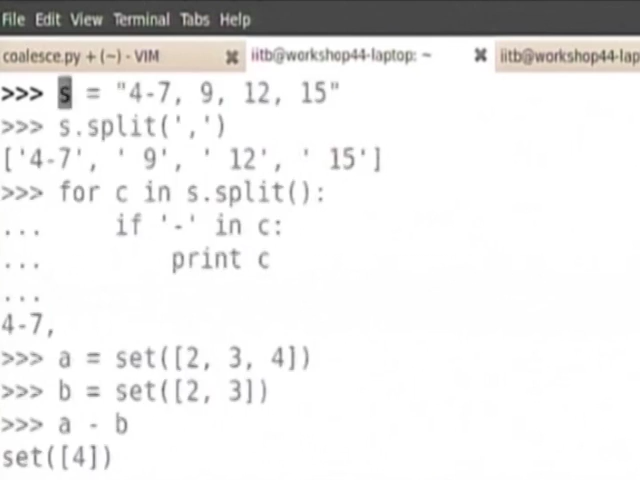 File Edit View Terminal Tabs Help
coalesce.py + (~) - VIM iitb@workshop44-laptop: ~ iitb@workshop44-lap
>>> s = "4-7, 9, 12, 15"
>>> s.split(',')
['4-7', ' 9', ' 12', ' 15']
>>> for c in s.split():
... if '-' in c:
... print c
...
4-7,
>>> a = set([2, 3, 4])
>>> b = set([2, 3])
>>> a - b
set([4])